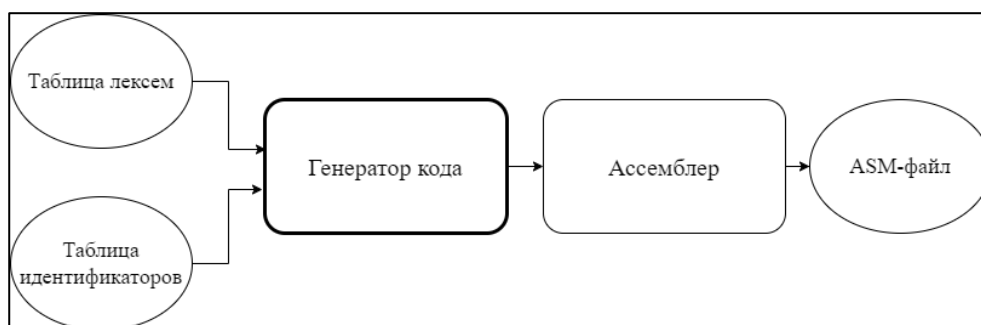 Таблица лексем
Генератор кода
Ассемблер
ASM-файл
Таблица
идентификаторов